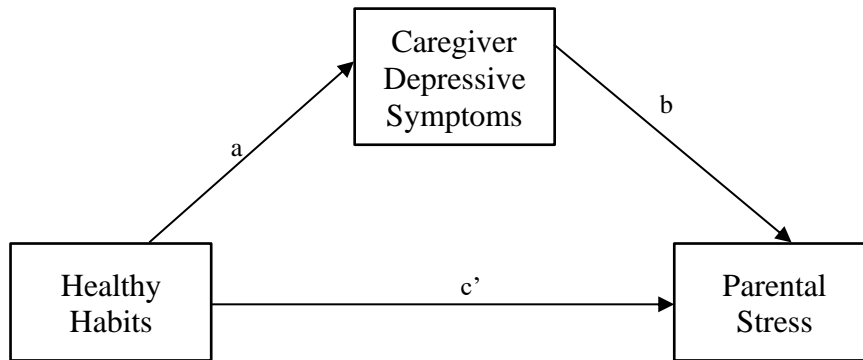 Caregiver
Depressive
Symptoms
a
b
Healthy
Habits
c’
Parental
Stress